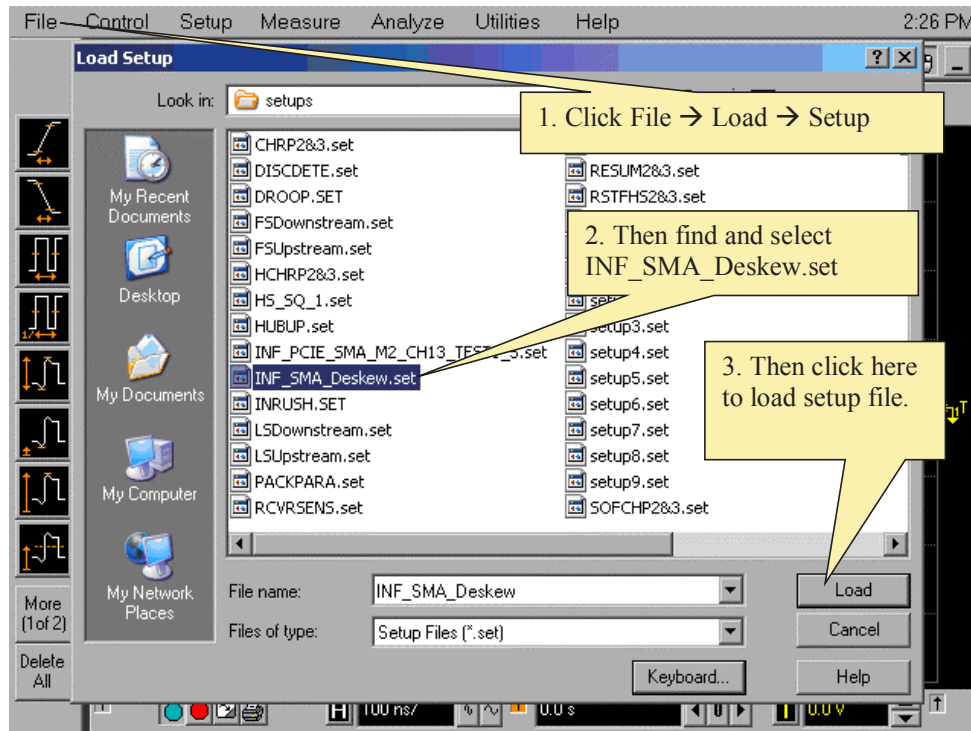 File Control Setup Measure Analyze Utilities Help 2:26 PM
Load Setup
Look in: setups
1. Click File → Load → Setup
My Recent
Documents
Desktop
My Documents
My Computer
My Network
Places
CHRP2&3.set
DISCDETE.set
DROOP.SET
FSDownstream.set
FSUpstream.set
HCHRP2&3.set
HS_SQ_1.set
HUBUP.set
INF_PCIE_SMA_M2_CH13_
INF_SMA_Deskew.set
INRUSH.SET
LSDownstream.set
LSUpstream.set
PACKPARA.set
RCVRSENS.set
RESUM2&3.set
RSTFHS2&3.set
2. Then find and select
INF_SMA_Deskew.set
setup3.set
setup4.set
setup5.set
setup6.set
setup7.set
setup8.set
setup9.set
SOFCHP2&3.set
3. Then click here
to load setup file.
File name: INF_SMA_Deskew Load
Files of type: Setup Files (*.set) Cancel
Keyboard... Help
More
(1of 2)
Delete
All
H 100 ns/ 0.0 s 0 T 0.0 V